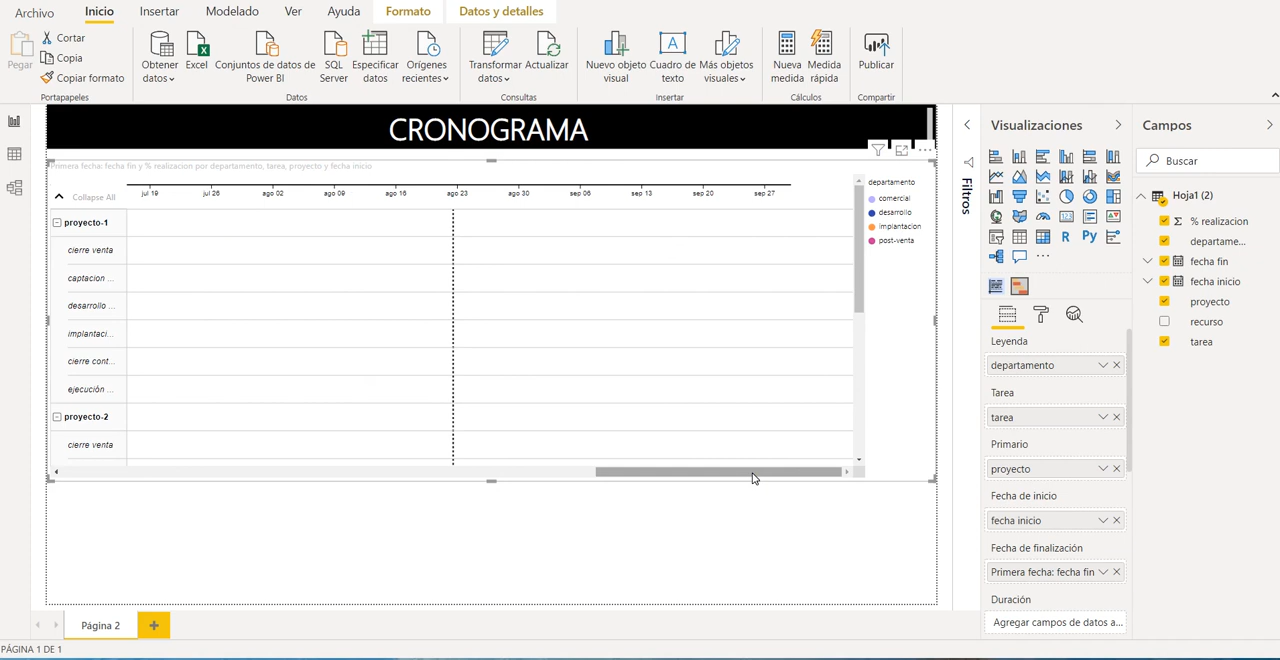 Archivo Inicio Insertar Modelado Ver Ayuda Formato Datos y detalles
Pegar
Cortar
Copia
Copiar formato
Portapapeles
Obtener datos
Excel
Conjuntos de datos de Power BI
SQL Server
Especificar datos
Orígenes recientes
Datos
Transformar datos
Actualizar
Consultas
Nuevo objeto visual
Cuadro de texto
Más objetos visuales
Insertar
Nueva medida
Medida rápida
Cálculos
Publicar
Compartir
CRONOGRAMA
Primera fecha: fecha fin y % realizacion por departamento, tarea, proyecto y fecha inicio
jul 19 jul 26 ago 02 ago 09 ago 16 ago 23 ago 30 sep 06 sep 13 sep 20 sep 27
Collapse All
proyecto-1
cierre venta
captacion ...
desarrollo ...
implantaci...
cierre cont...
ejecución ...
proyecto-2
cierre venta
departamento
comercial
desarrollo
implantacion
post-venta
Filtros
Visualizaciones
R Py
Leyenda
departamento
Tarea
tarea
Primario
proyecto
Fecha de inicio
fecha inicio
Fecha de finalización
Primera fecha: fecha fin
Duración
Agregar campos de datos a...
Campos
Buscar
Hoja1 (2)
Σ % realizacion
departame...
fecha fin
fecha inicio
proyecto
recurso
tarea
Página 2
PÁGINA 1 DE 1